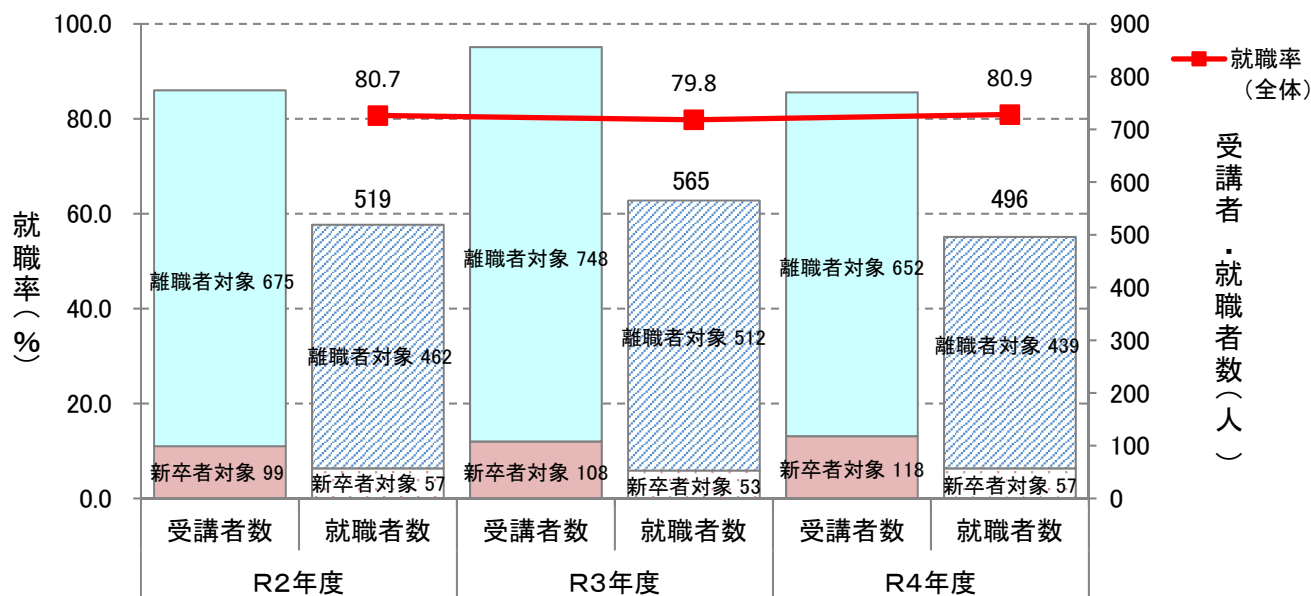 100.0
80.0
60.0
40.0
20.0
0.0
就職率(%)
900
800
700
600
500
400
300
200
100
0
受講者・就職者数(人)
就職率
(全体)
80.7
79.8
80.9
519
565
496
離職者対象 675
離職者対象 462
離職者対象 748
離職者対象 512
離職者対象 652
離職者対象 439
新卒者対象 99
新卒者対象 57
新卒者対象 108
新卒者対象 53
新卒者対象 118
新卒者対象 57
受講者数
就職者数
受講者数
就職者数
受講者数
就職者数
R2年度
R3年度
R4年度